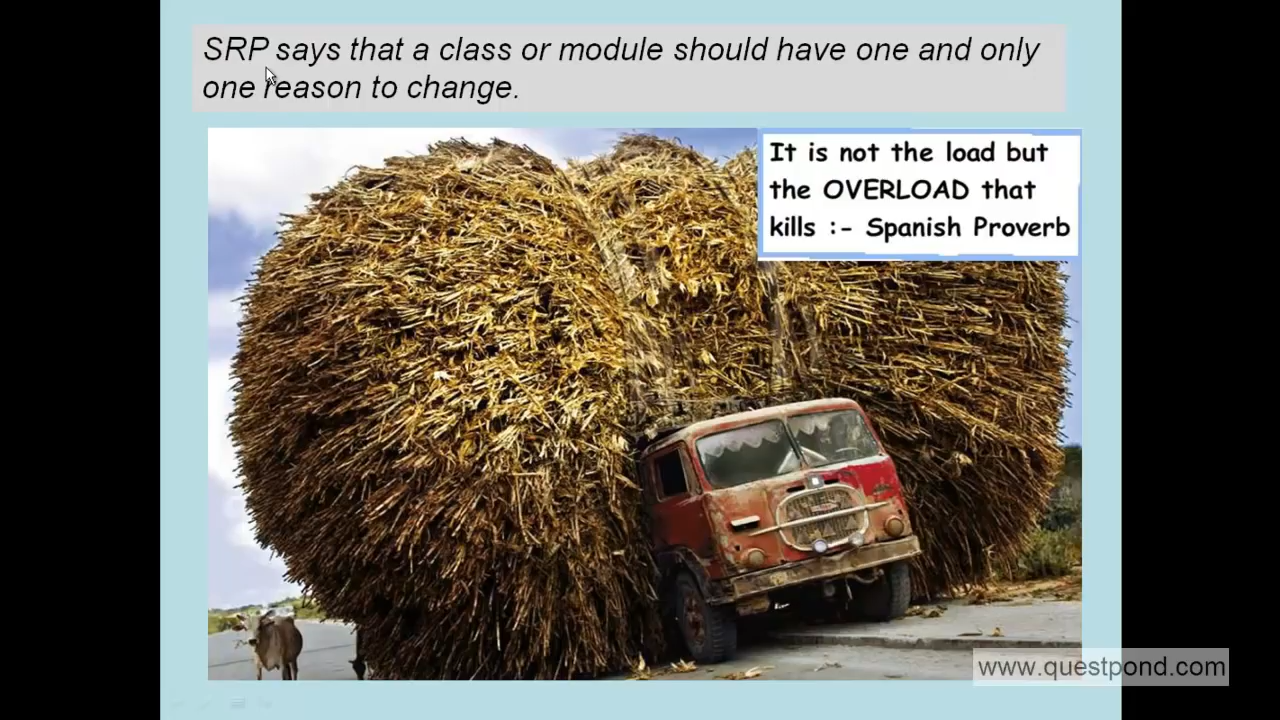 SRP says that a class or module should have one and only
one reason to change.
It is not the load but
the OVERLOAD that
kills :- Spanish Proverb
www.questpond.com